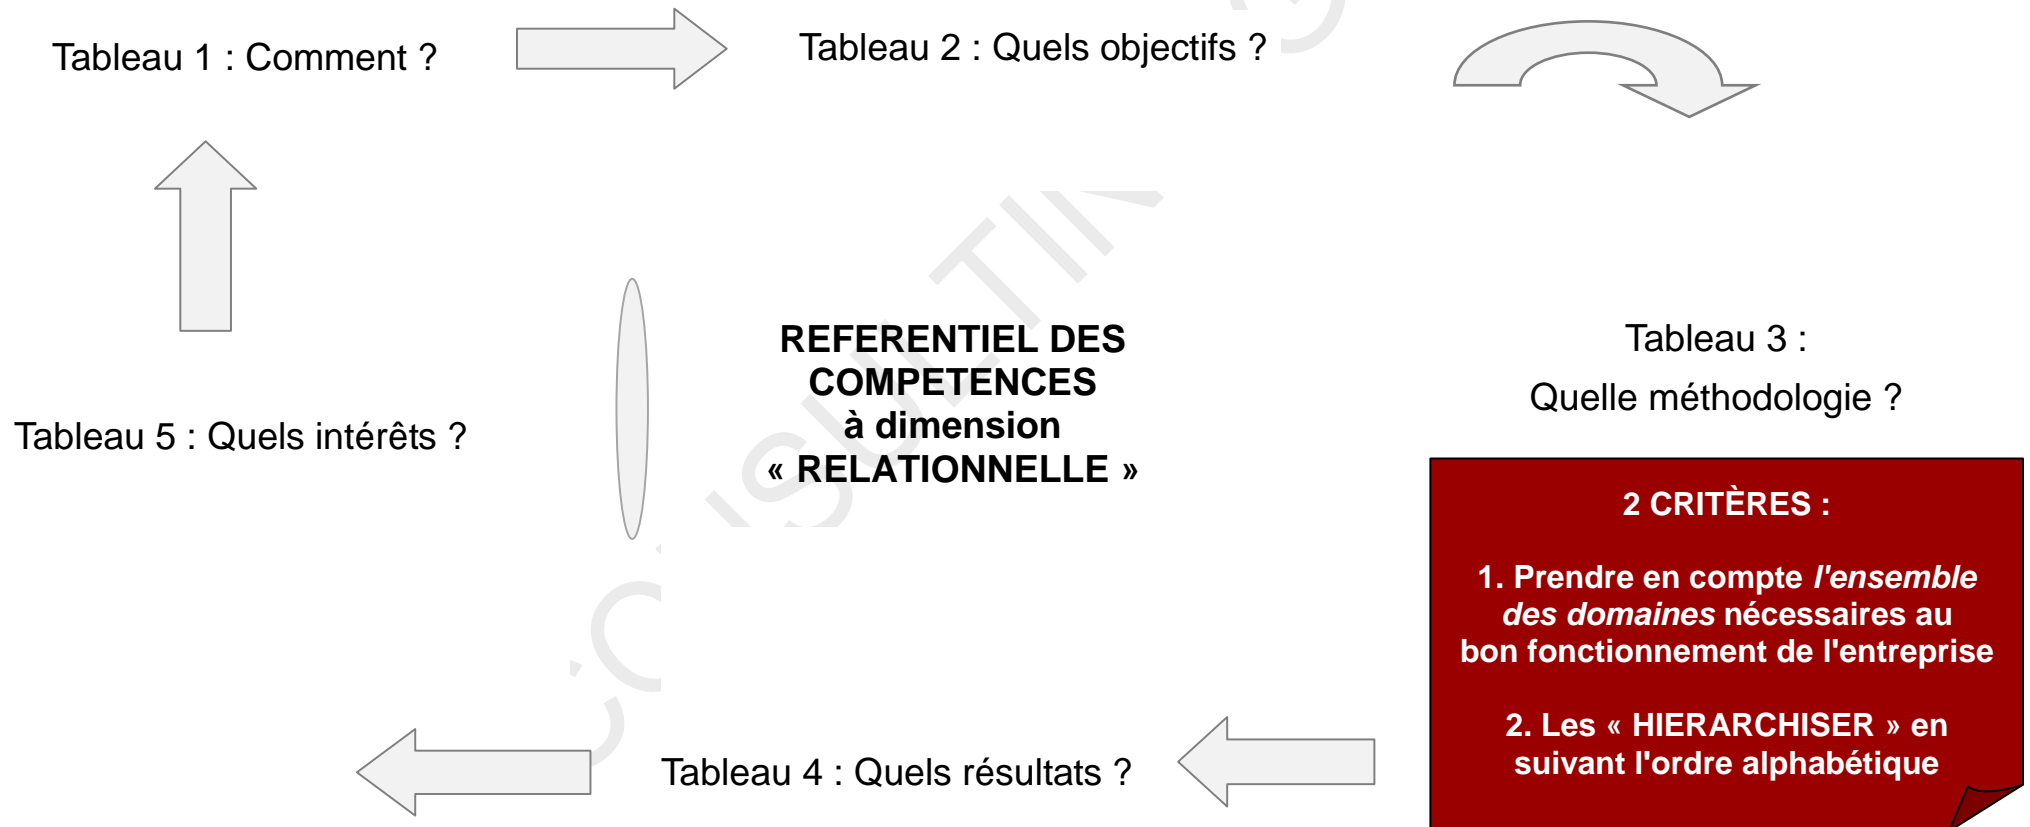 Tableau 1 : Comment ?
Tableau 2 : Quels objectifs ?
REFERENTIEL DES
COMPETENCES
à dimension
« RELATIONNELLE »
Tableau 3 :
Quelle méthodologie ?
Tableau 5 : Quels intérêts ?
2 CRITÈRES :
1. Prendre en compte l'ensemble
des domaines nécessaires au
bon fonctionnement de l'entreprise
2. Les « HIERARCHISER » en
suivant l'ordre alphabétique
Tableau 4 : Quels résultats ?